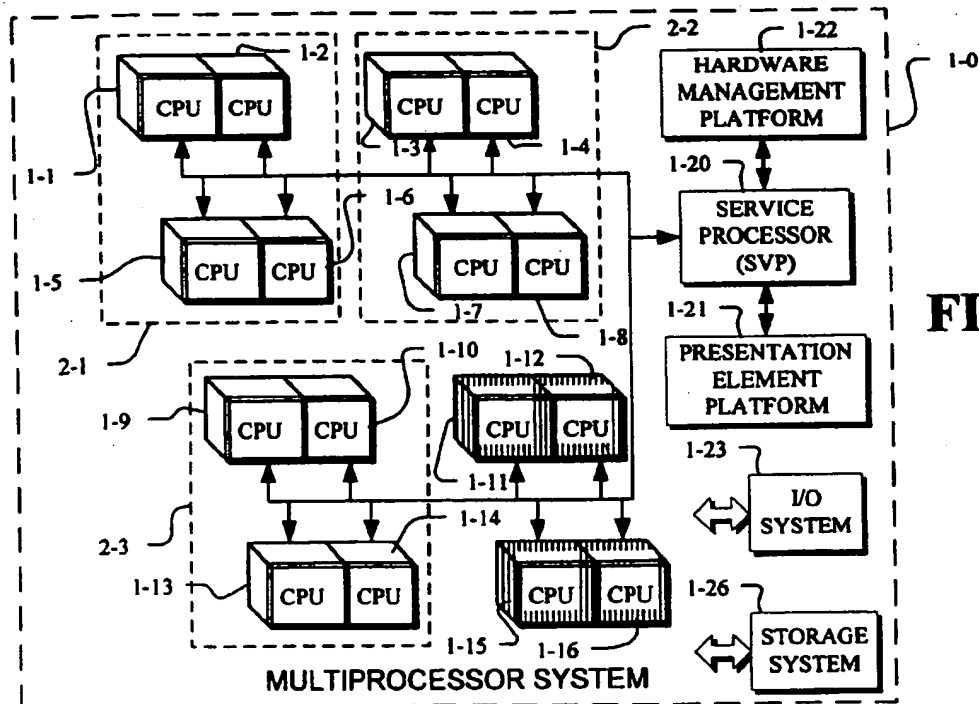 1-2
2-2
1-22
1-0
CPU CPU
CPU CPU
HARDWARE
MANAGEMENT
PLATFORM
1-1
1-3
1-4
1-20
1-6
SERVICE
PROCESSOR
(SVP)
1-5
CPU CPU
CPU CPU
1-7
1-8
1-21
FI
2-1
1-10
1-12
PRESENTATION
ELEMENT
PLATFORM
1-9
CPU CPU
CPU CPU
1-11
1-23
I/O
SYSTEM
2-3
1-14
1-13
CPU CPU
CPU CPU
1-26
1-15
1-16
STORAGE
SYSTEM
MULTIPROCESSOR SYSTEM